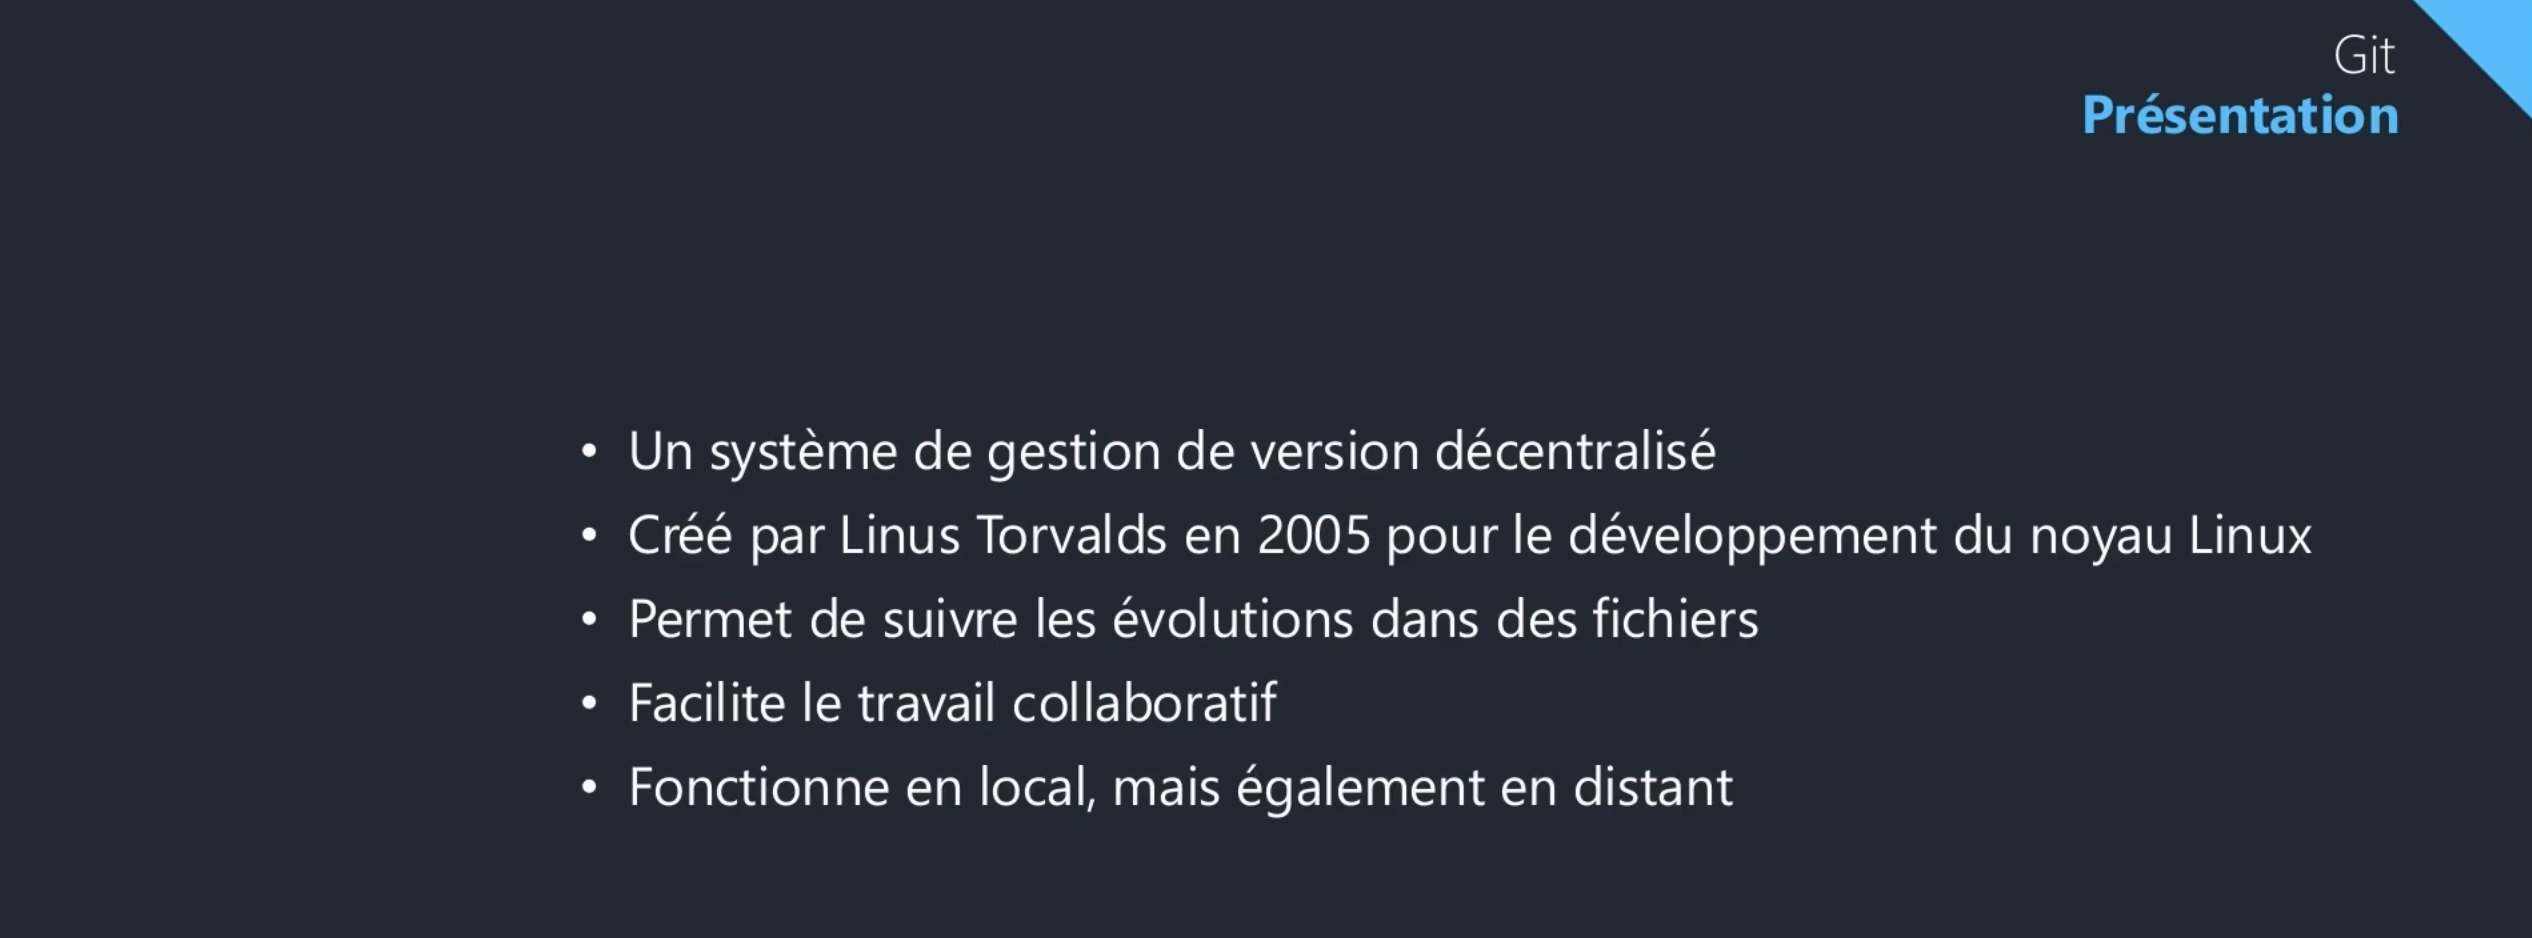 Git
Présentation
• Un système de gestion de version décentralisé
• Créé par Linus Torvalds en 2005 pour le développement du noyau Linux
• Permet de suivre les évolutions dans des fichiers
• Facilite le travail collaboratif
• Fonctionne en local, mais également en distant